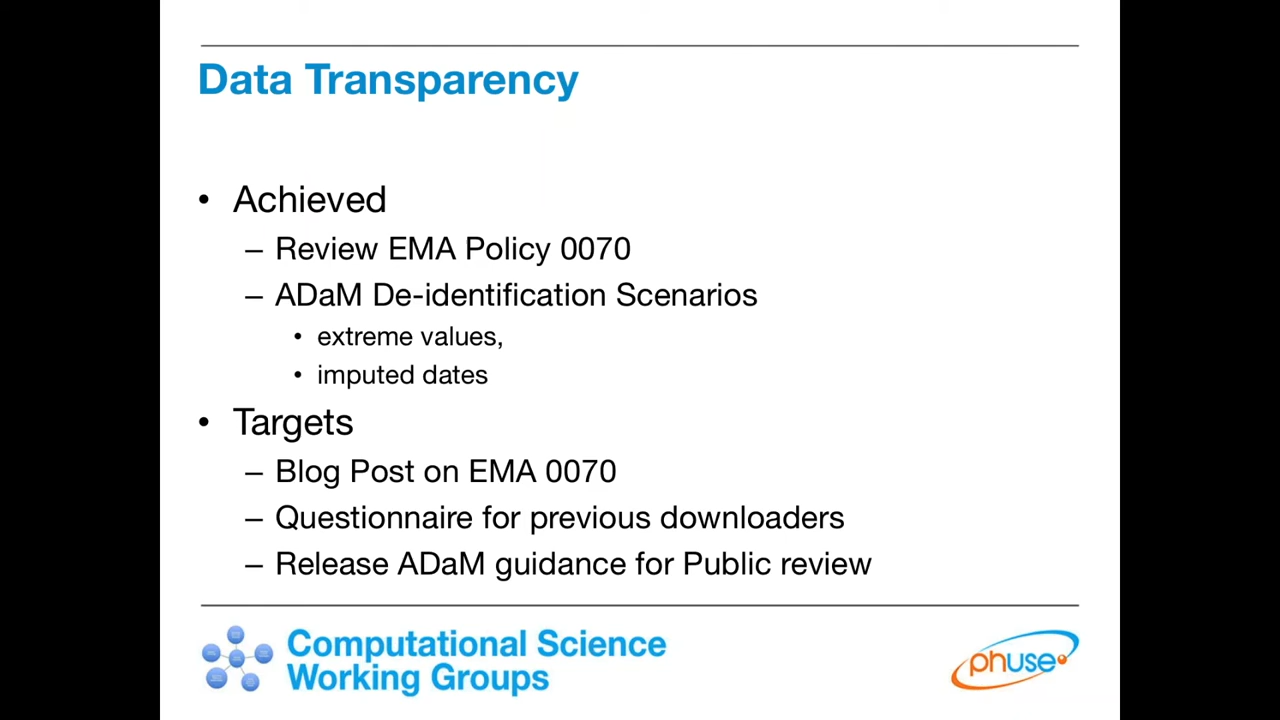 Data Transparency
• Achieved
– Review EMA Policy 0070
– ADaM De-identification Scenarios
• extreme values,
• imputed dates
• Targets
– Blog Post on EMA 0070
– Questionnaire for previous downloaders
– Release ADaM guidance for Public review
Computational Science
Working Groups
phuse